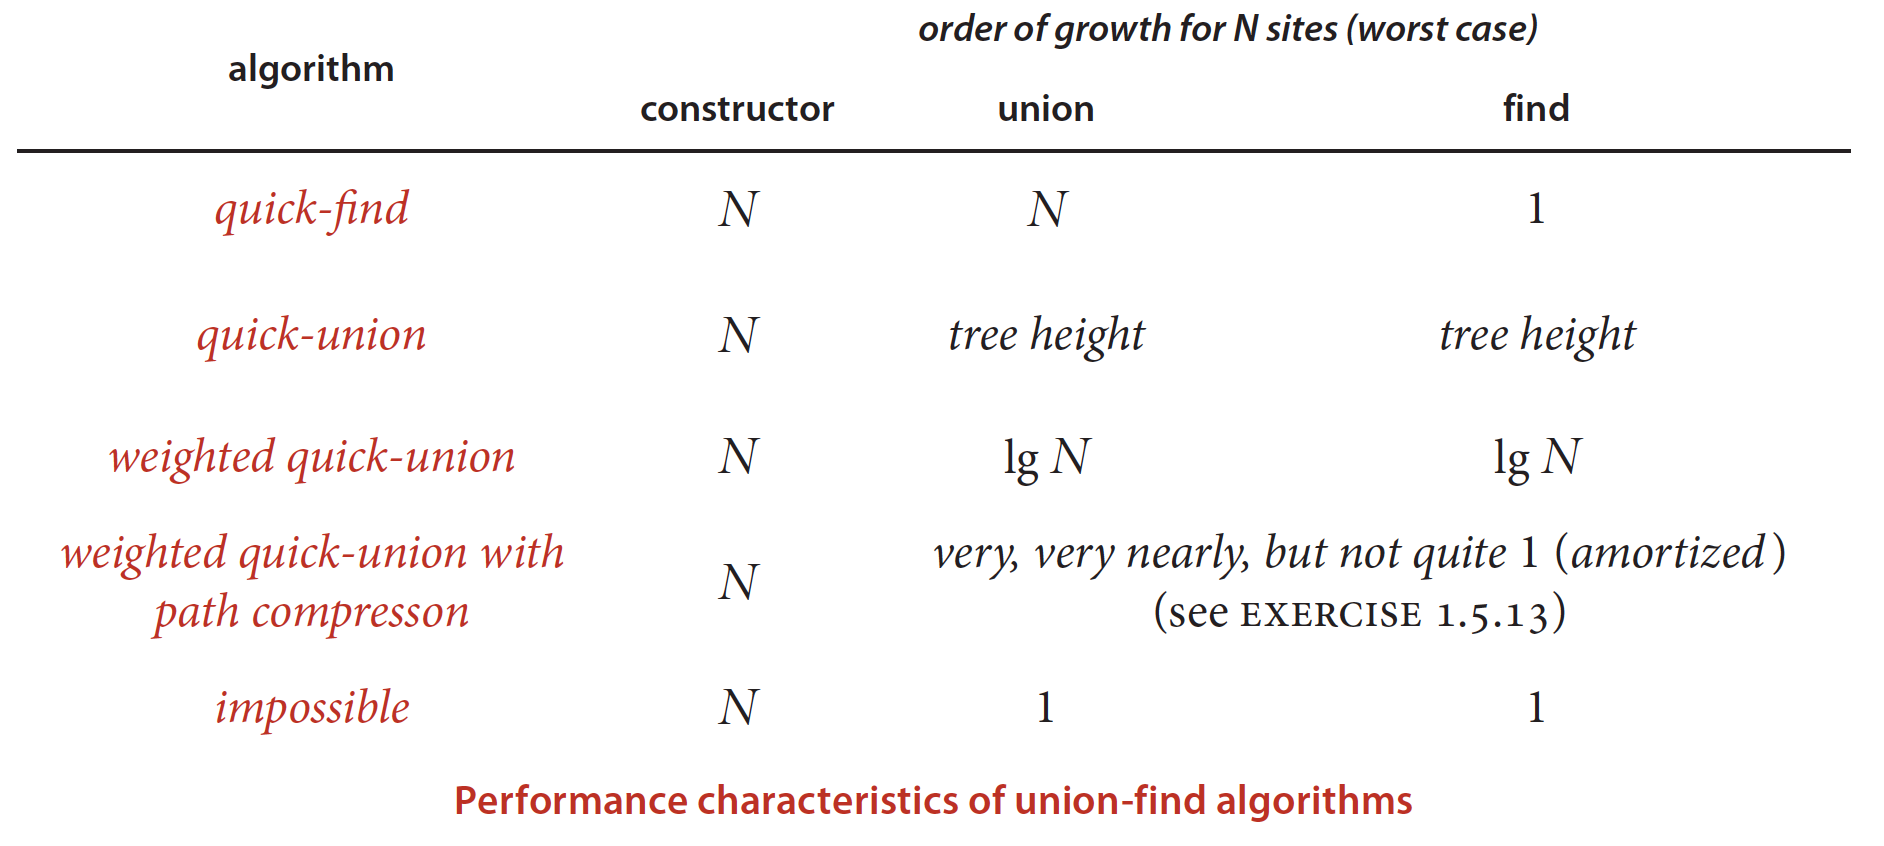 order of growth for N sites (worst case)
algorithm
constructor union find
quick-find N N 1
quick-union N tree height tree height
weighted quick-union N lg N lg N
weighted quick-union with
path compresson
N
very, very nearly, but not quite 1 (amortized)
(see EXERCISE 1.5.13)
impossible N 1 1
Performance characteristics of union-find algorithms